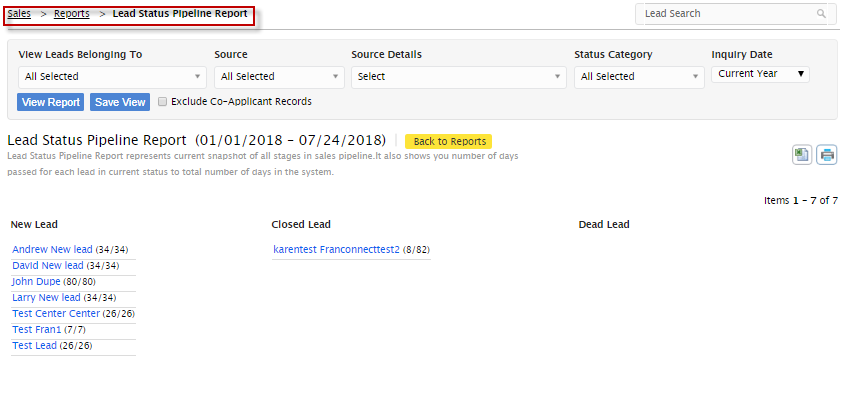 Sales > Reports > Lead Status Pipeline Report
Lead Search
View Leads Belonging To
Source
Source Details
Status Category
Inquiry Date
All Selected
All Selected
Select
All Selected
Current Year
View Report
Save View
Exclude Co-Applicant Records
Lead Status Pipeline Report (01/01/2018 - 07/24/2018)
Back to Reports
Lead Status Pipeline Report represents current snapshot of all stages in sales pipeline.It also shows you number of days
passed for each lead in current status to total number of days in the system.
Items 1 - 7 of 7
New Lead
Closed Lead
Dead Lead
Andrew New lead (34/34)
karentest Franconnecttest2 (8/82)
David New lead (34/34)
John Dupe (80/80)
Larry New lead (34/34)
Test Center Center (26/26)
Test Fran1 (7/7)
Test Lead (26/26)